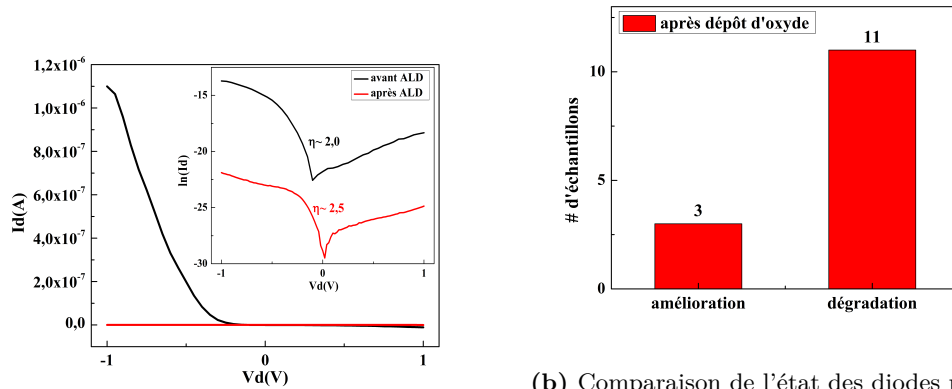 1,2x10⁻⁶
1,0x10⁻⁶
8,0x10⁻⁷
6,0x10⁻⁷
4,0x10⁻⁷
2,0x10⁻⁷
0,0
Id(A)
-1
0
1
Vd(V)
avant ALD
après ALD
-15
-20
-25
-30
ln(Id)
η~ 2,0
η~ 2,5
-1
0
1
Vd(V)
après dépôt d'oxyde
10
5
0
# d'échantillons
3
11
amélioration
dégradation
(b) Comparaison de l'état des diodes